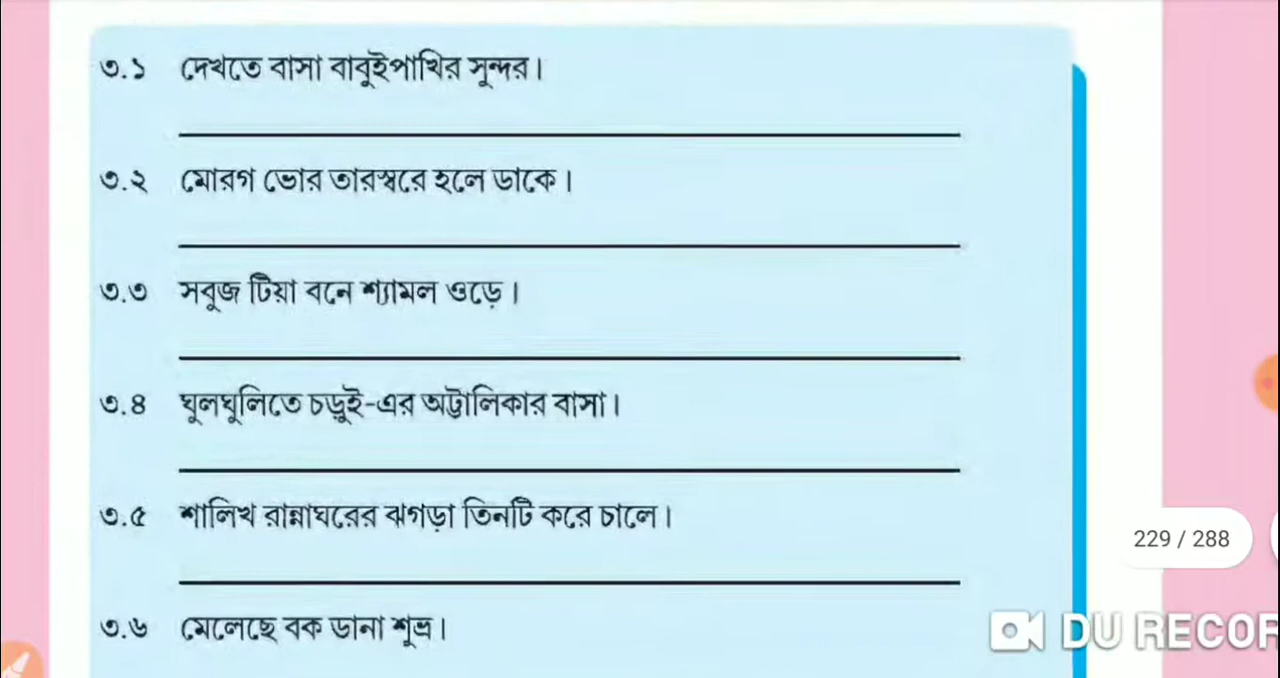 ৩.১ দেখতে বাসা বাবুইপাখির সুন্দর।
৩.২ মোরগ ভোর তারস্বরে হলে ডাকে।
৩.৩ সবুজ টিয়া বনে শ্যামল ওড়ে।
৩.৪ ঘুলঘুলিতে চড়ুই-এর অট্টালিকার বাসা।
৩.৫ শালিখ রান্নাঘরের ঝগড়া তিনটি করে চালে।
229 / 288
৩.৬ মেলেছে বক ডানা শুভ্র।
DU RECOR